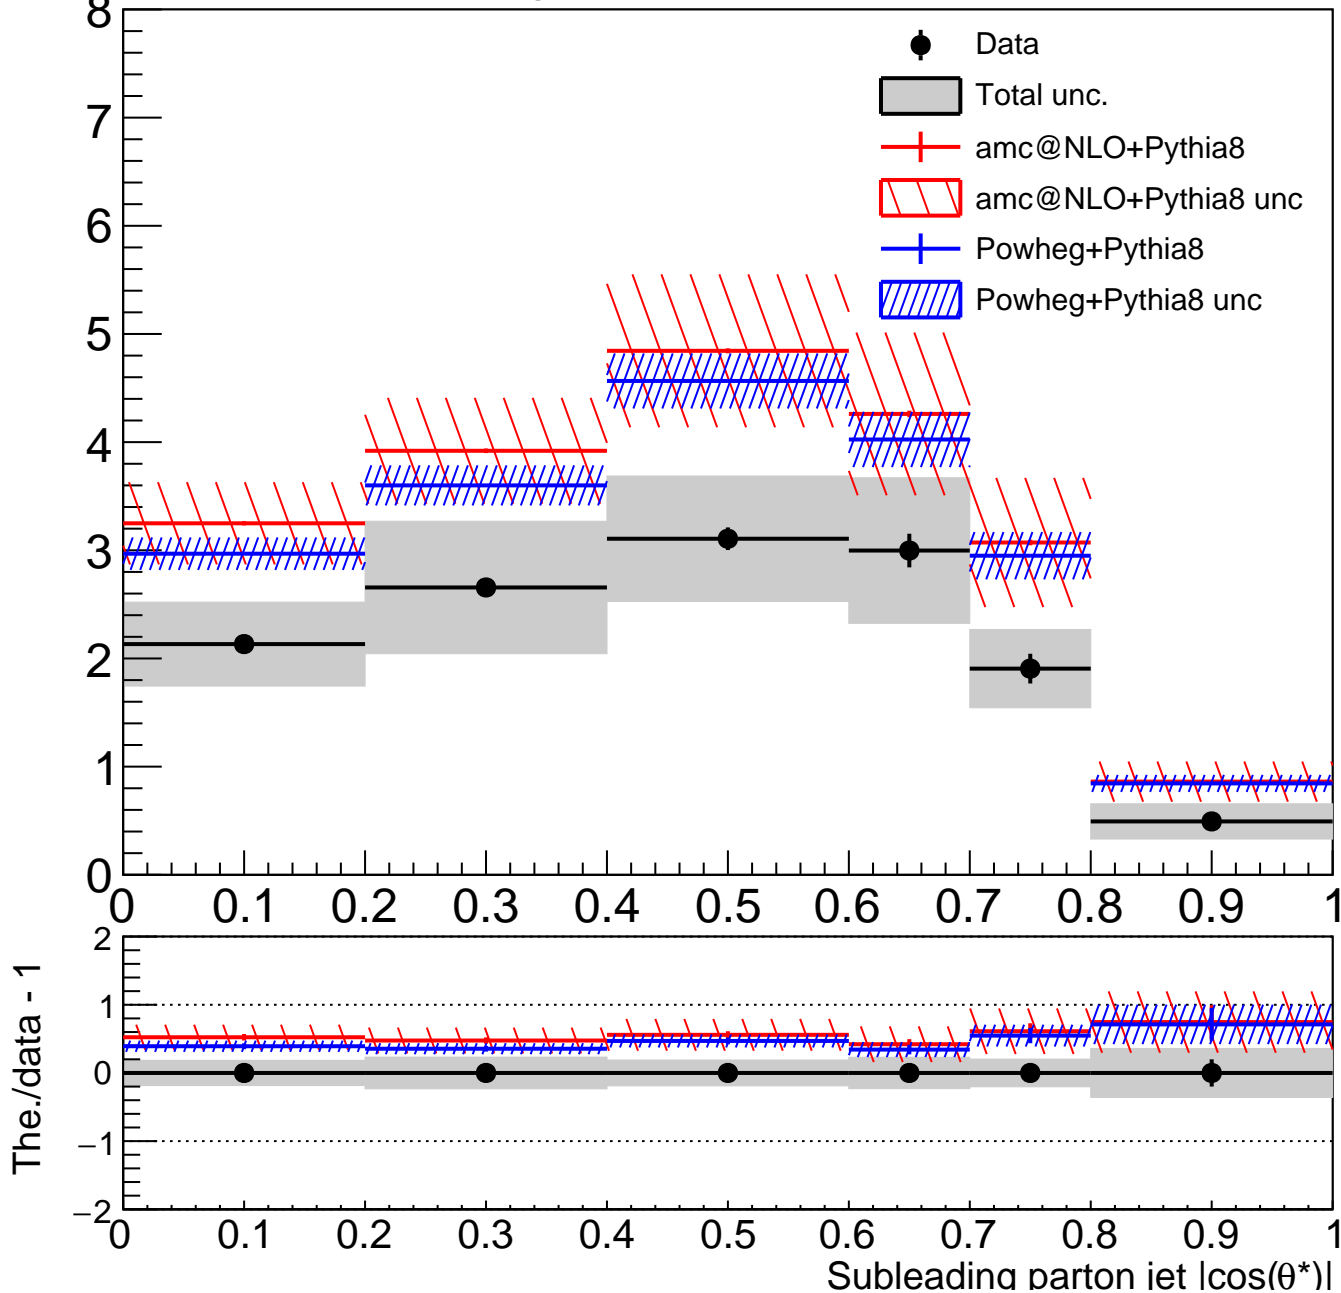 8
7
6
5
4
3
2
1
0
Data
Total unc.
amc@NLO+Pythia8
amc@NLO+Pythia8 unc
Powheg+Pythia8
Powheg+Pythia8 unc
0 0.1 0.2 0.3 0.4 0.5 0.6 0.7 0.8 0.9 1
The./data - 1
2
1
0
−1
−2
0 0.1 0.2 0.3 0.4 0.5 0.6 0.7 0.8 0.9 1
Subleading parton jet |cos(θ*)|